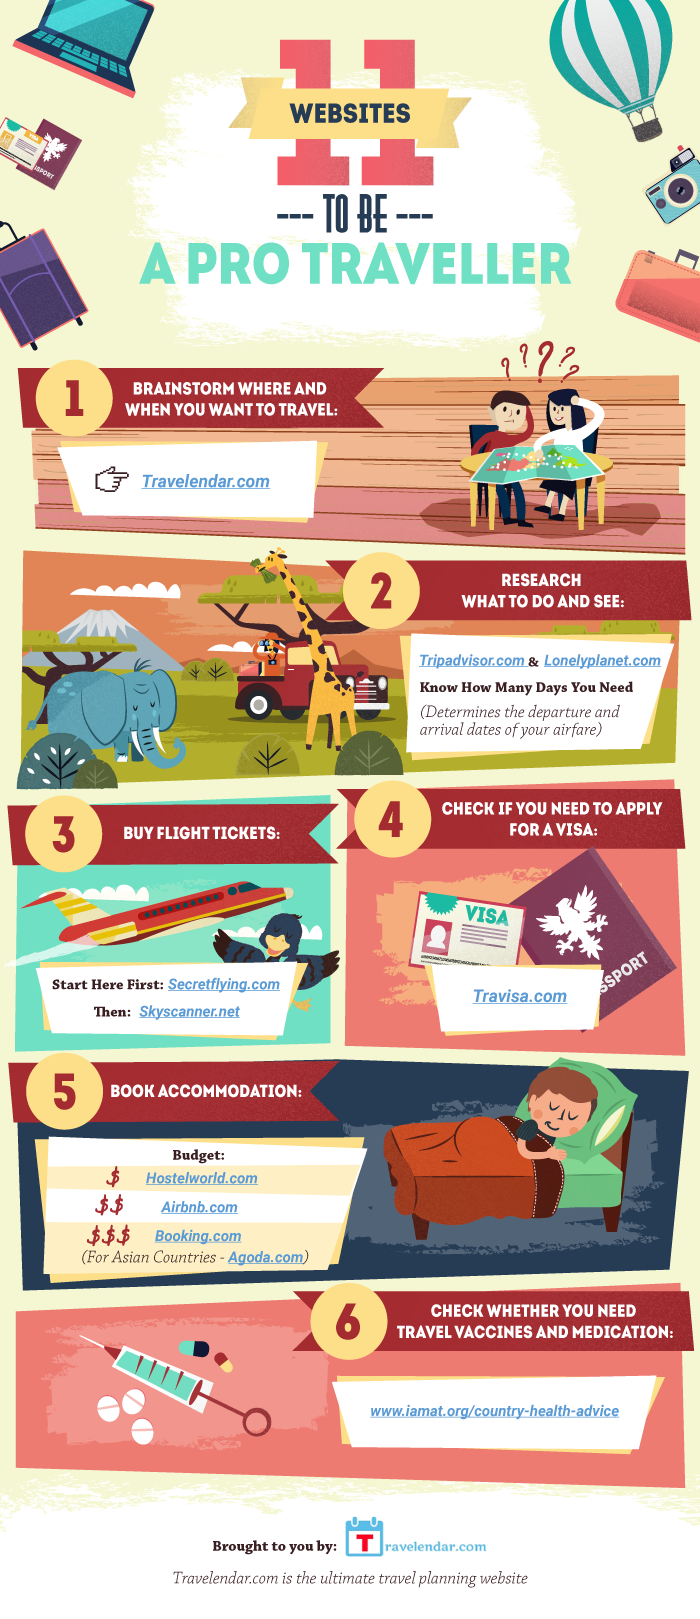 11
WEBSITES
--- TO BE ---
A PRO TRAVELLER
1
BRAINSTORM WHERE AND
WHEN YOU WANT TO TRAVEL:
Travelendar.com
2
RESEARCH
WHAT TO DO AND SEE:
Tripadvisor.com & Lonelyplanet.com
Know How Many Days You Need
(Determines the departure and
arrival dates of your airfare)
3
BUY FLIGHT TICKETS:
Start Here First: Secretflying.com
Then: Skyscanner.net
4
CHECK IF YOU NEED TO APPLY
FOR A VISA:
VISA
SSPORT
Travisa.com
5
BOOK ACCOMMODATION:
Budget:
$ Hostelworld.com
$$ Airbnb.com
$$$ Booking.com
(For Asian Countries - Agoda.com)
6
CHECK WHETHER YOU NEED
TRAVEL VACCINES AND MEDICATION:
www.iamat.org/country-health-advice
Brought to you by: Travelendar.com
Travelendar.com is the ultimate travel planning website